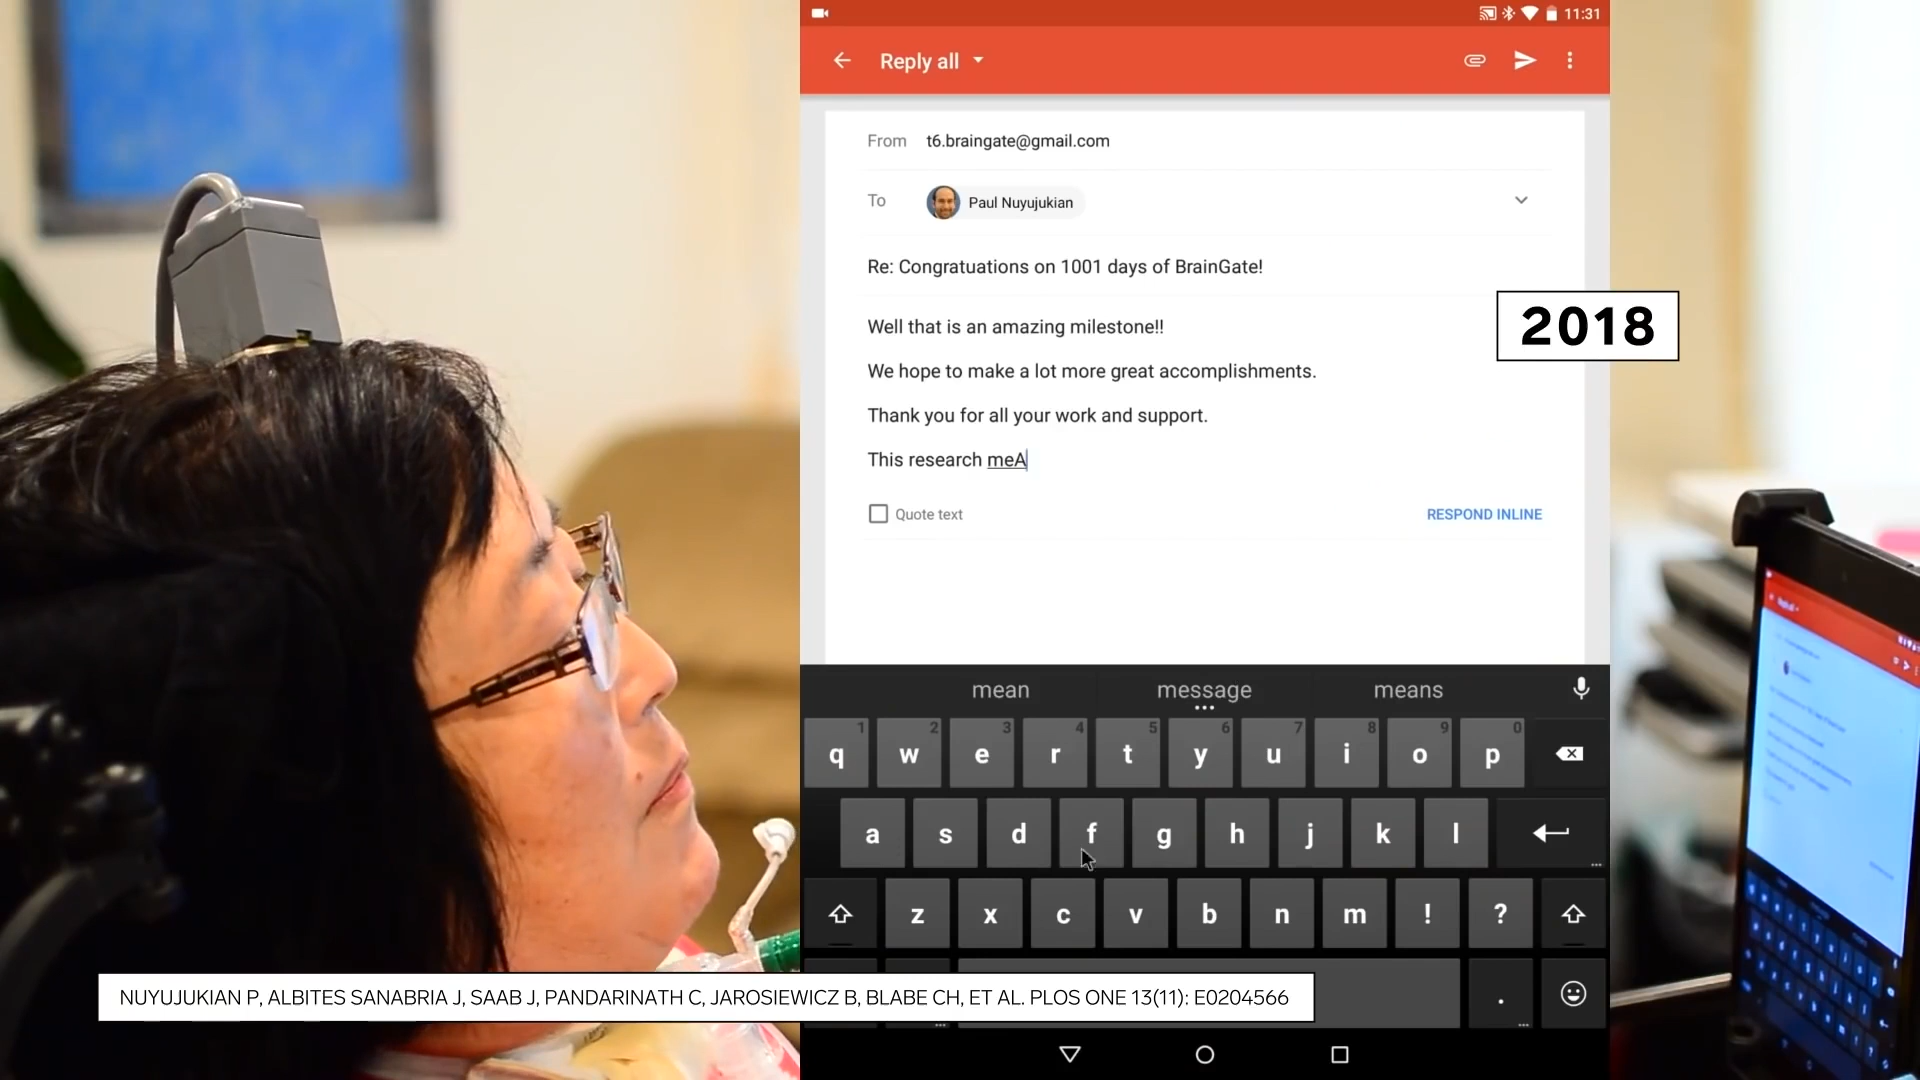 11:31
Reply all
From t6.braingate@gmail.com
To Paul Nuyujukian
Re: Congratuations on 1001 days of BrainGate!
2018
Well that is an amazing milestone!!
We hope to make a lot more great accomplishments.
Thank you for all your work and support.
This research meA
Quote text RESPOND INLINE
mean message means
1 2 3 4 5 6 7 8 9 0
q w e r t y u i o p
a s d f g h j k l
z x c v b n m ! ?
.
NUYUJUKIAN P, ALBITES SANABRIA J, SAAB J, PANDARINATH C, JAROSIEWICZ B, BLABE CH, ET AL. PLOS ONE 13(11): E0204566